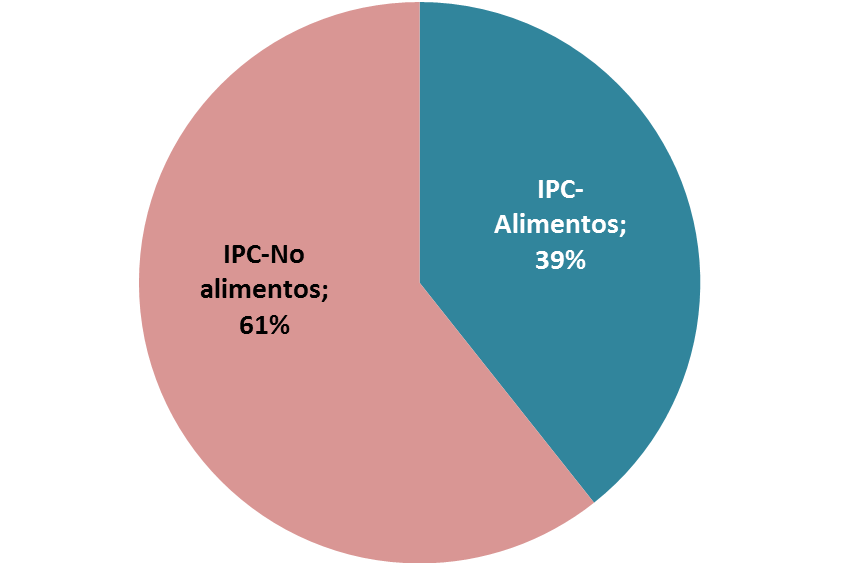 IPC-
Alimentos;
39%
IPC-No
alimentos;
61%